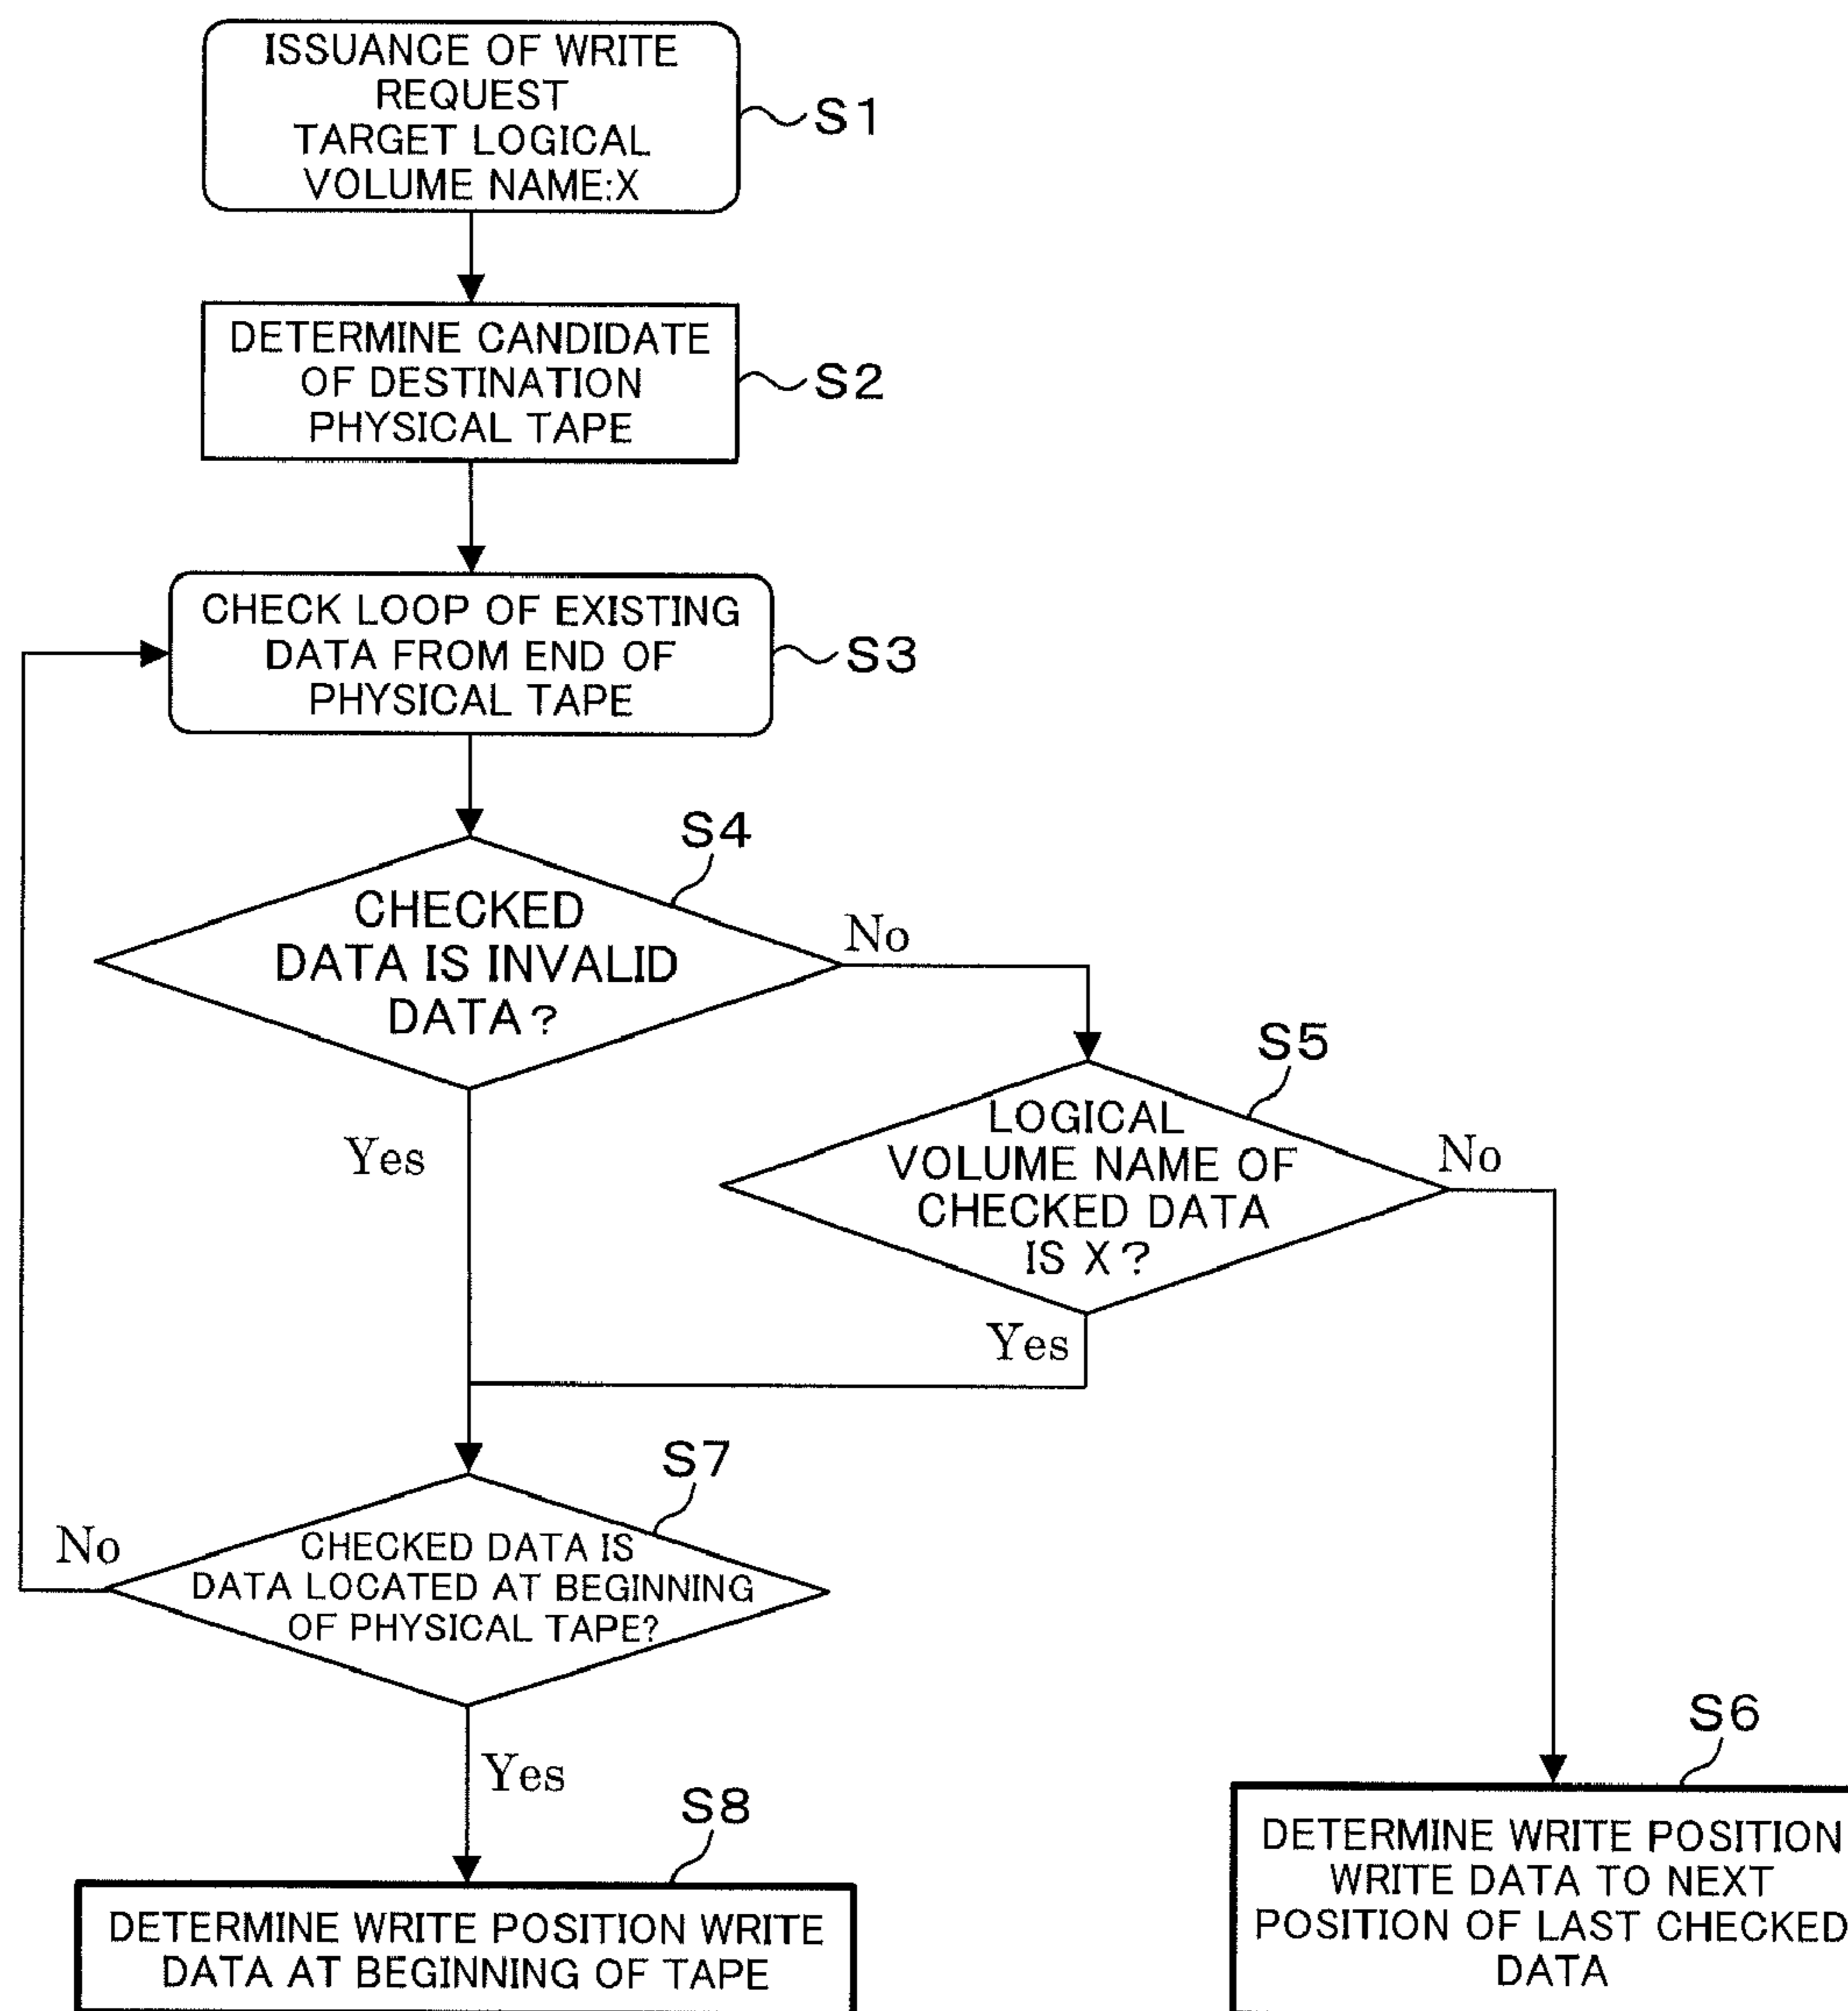 ISSUANCE OF WRITE
REQUEST
TARGET LOGICAL
VOLUME NAME:X
S1
DETERMINE CANDIDATE
OF DESTINATION
PHYSICAL TAPE
S2
CHECK LOOP OF EXISTING
DATA FROM END OF
PHYSICAL TAPE
S3
S4
CHECKED
DATA IS INVALID
DATA?
No
Yes
S5
LOGICAL
VOLUME NAME OF
CHECKED DATA
IS X?
No
Yes
S7
CHECKED DATA IS
DATA LOCATED AT BEGINNING
OF PHYSICAL TAPE?
No
Yes
S6
DETERMINE WRITE POSITION
WRITE DATA TO NEXT
POSITION OF LAST CHECKED
DATA
S8
DETERMINE WRITE POSITION WRITE
DATA AT BEGINNING OF TAPE